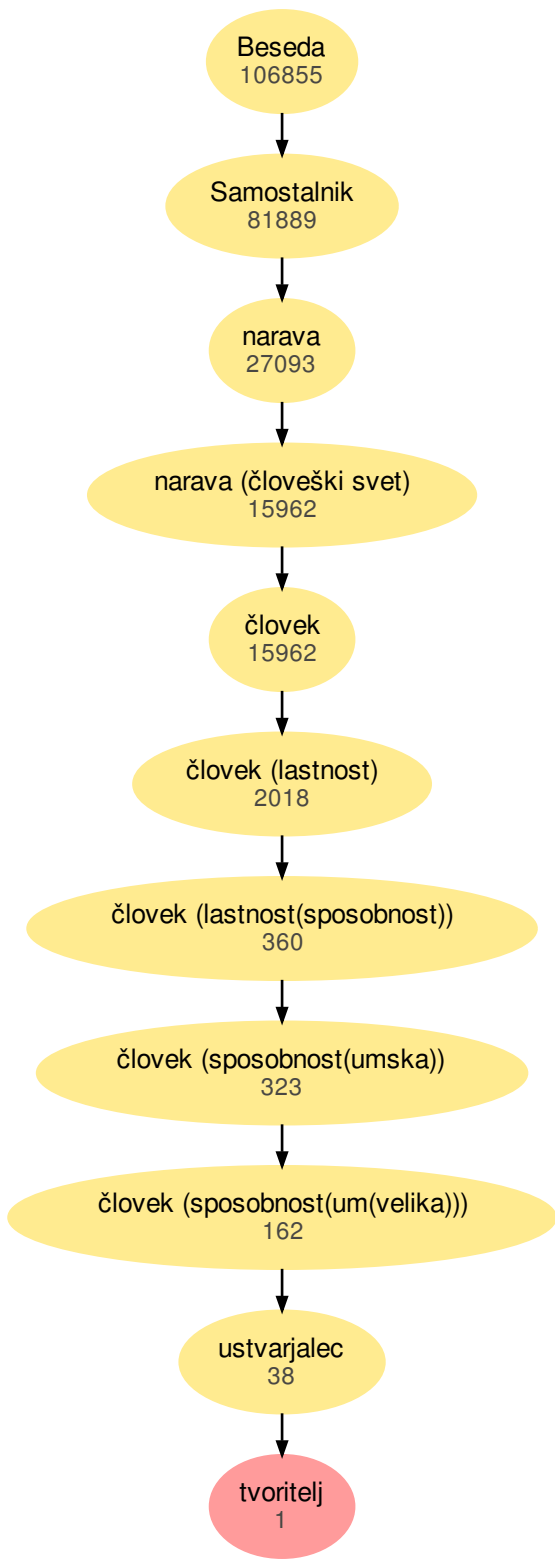 Beseda
106855
Samostalnik
81889
narava
27093
narava (človeški svet)
15962
človek
15962
človek (lastnost)
2018
človek (lastnost(sposobnost))
360
človek (sposobnost(umska))
323
človek (sposobnost(um(velika)))
162
ustvarjalec
38
tvoritelj
1